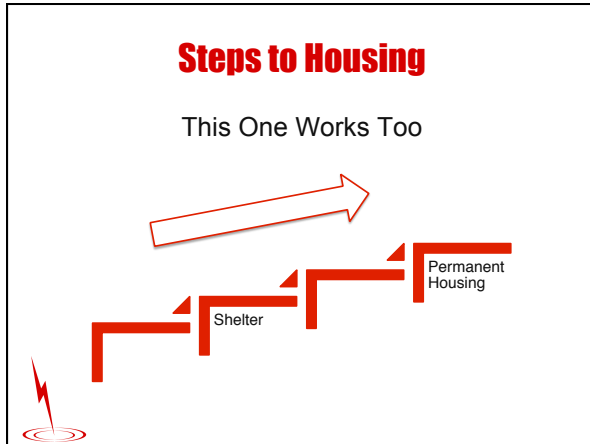 Steps to Housing
This One Works Too
Shelter
Permanent
Housing